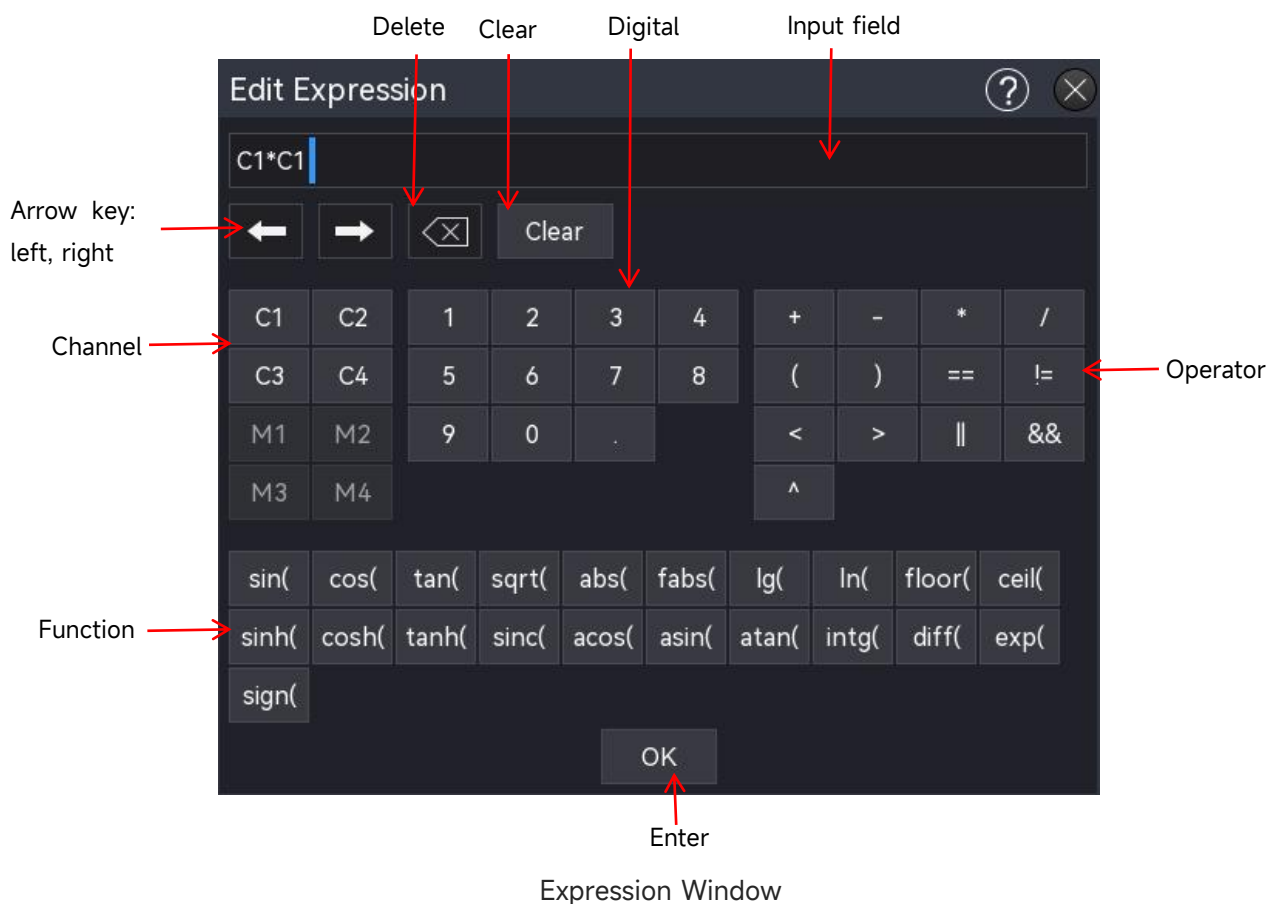 Delete Clear Digital Input field
Edit Expression ?
C1*C1
Arrow key:
left, right
Clear
C1 C2 1 2 3 4 + - * /
Channel
C3 C4 5 6 7 8 ( ) == != Operator
M1 M2 9 0 . < > || &&
M3 M4 ^
sin( cos( tan( sqrt( abs( fabs( lg( ln( floor( ceil(
Function sinh( cosh( tanh( sinc( acos( asin( atan( intg( diff( exp(
sign(
OK
Enter
Expression Window